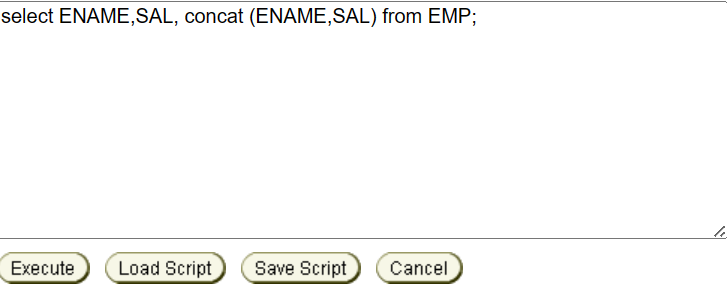 select ENAME,SAL, concat (ENAME,SAL) from EMP;
Execute Load Script Save Script Cancel